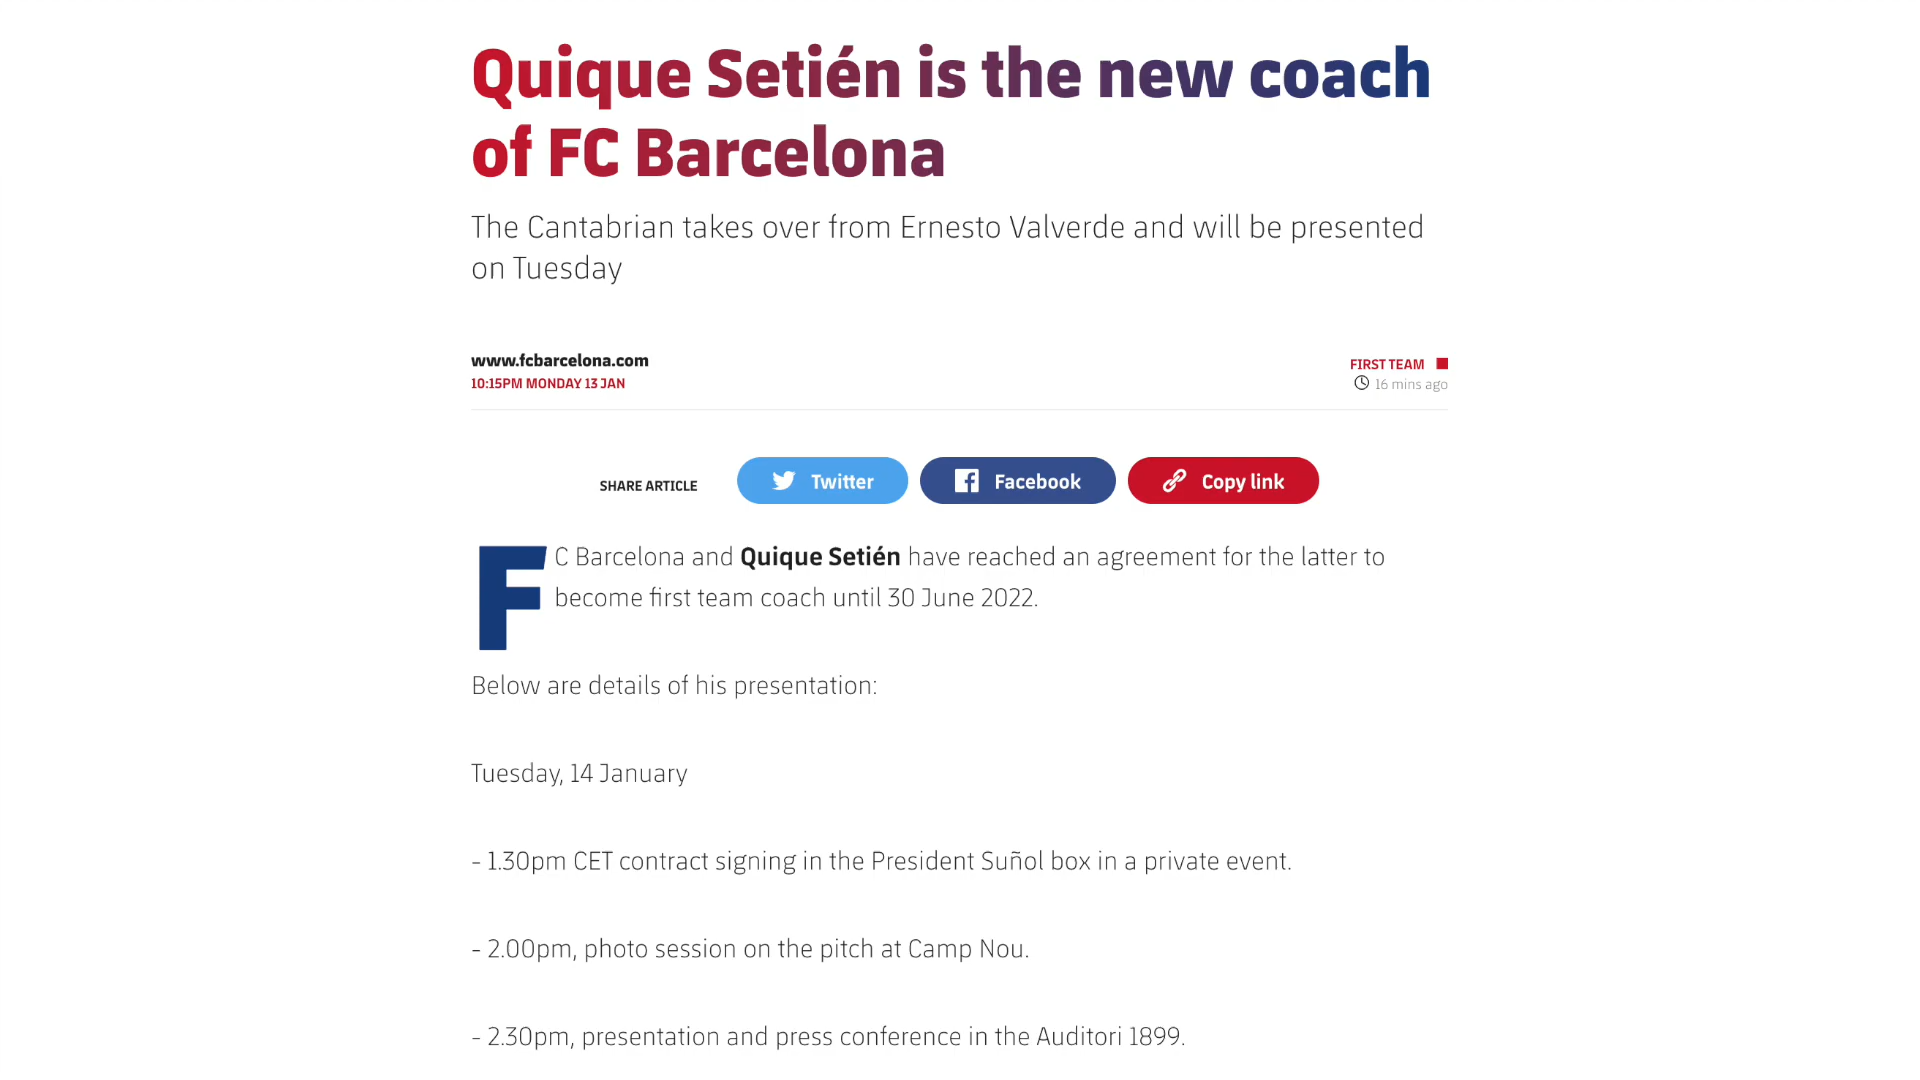 Quique Setién is the new coach
of FC Barcelona
The Cantabrian takes over from Ernesto Valverde and will be presented
on Tuesday
www.fcbarcelona.com
10:15PM MONDAY 13 JAN
FIRST TEAM
16 mins ago
SHARE ARTICLE
Twitter
Facebook
Copy link
FC Barcelona and Quique Setién have reached an agreement for the latter to
become first team coach until 30 June 2022.
Below are details of his presentation:
Tuesday, 14 January
- 1.30pm CET contract signing in the President Suñol box in a private event.
- 2.00pm, photo session on the pitch at Camp Nou.
- 2.30pm, presentation and press conference in the Auditori 1899.